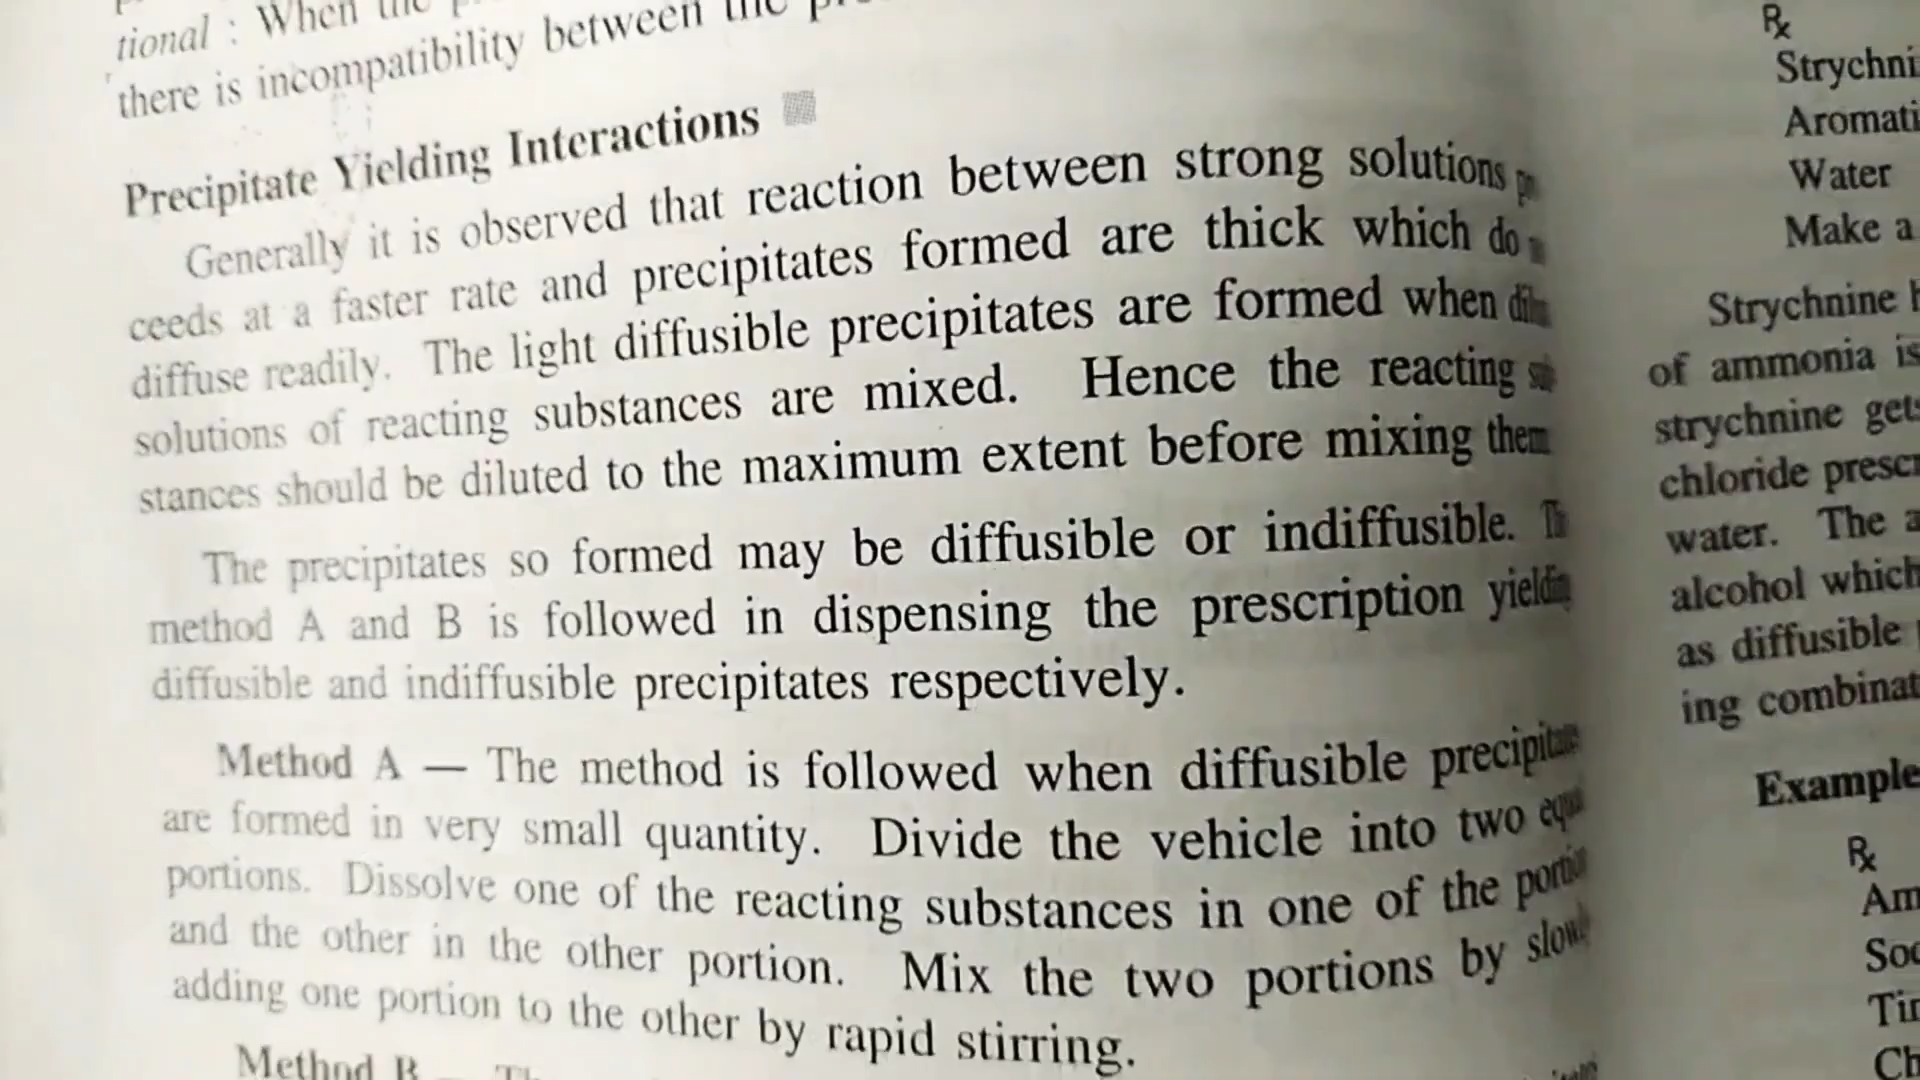 tional : When the
there is incompatibility between the
Precipitate Yielding Interactions
Generally it is observed that reaction between strong solutions
ceeds at a faster rate and precipitates formed are thick which do
diffuse readily. The light diffusible precipitates are formed when
solutions of reacting substances are mixed. Hence the reacting
stances should be diluted to the maximum extent before mixing them
The precipitates so formed may be diffusible or indiffusible.
method A and B is followed in dispensing the prescription
diffusible and indiffusible precipitates respectively.
Method A — The method is followed when diffusible
are formed in very small quantity. Divide the vehicle into two
portions. Dissolve one of the reacting substances in one of the
and the other in the other portion. Mix the two portions by
adding one portion to the other by rapid stirring.
Method B
℞
Strychni
Aromati
Water
Make a
Strychnine
of ammonia is
strychnine gets
chloride prescr
water. The a
alcohol which
as diffusible
ing combinat
Example
℞
Am
Soc
Tin
Ch